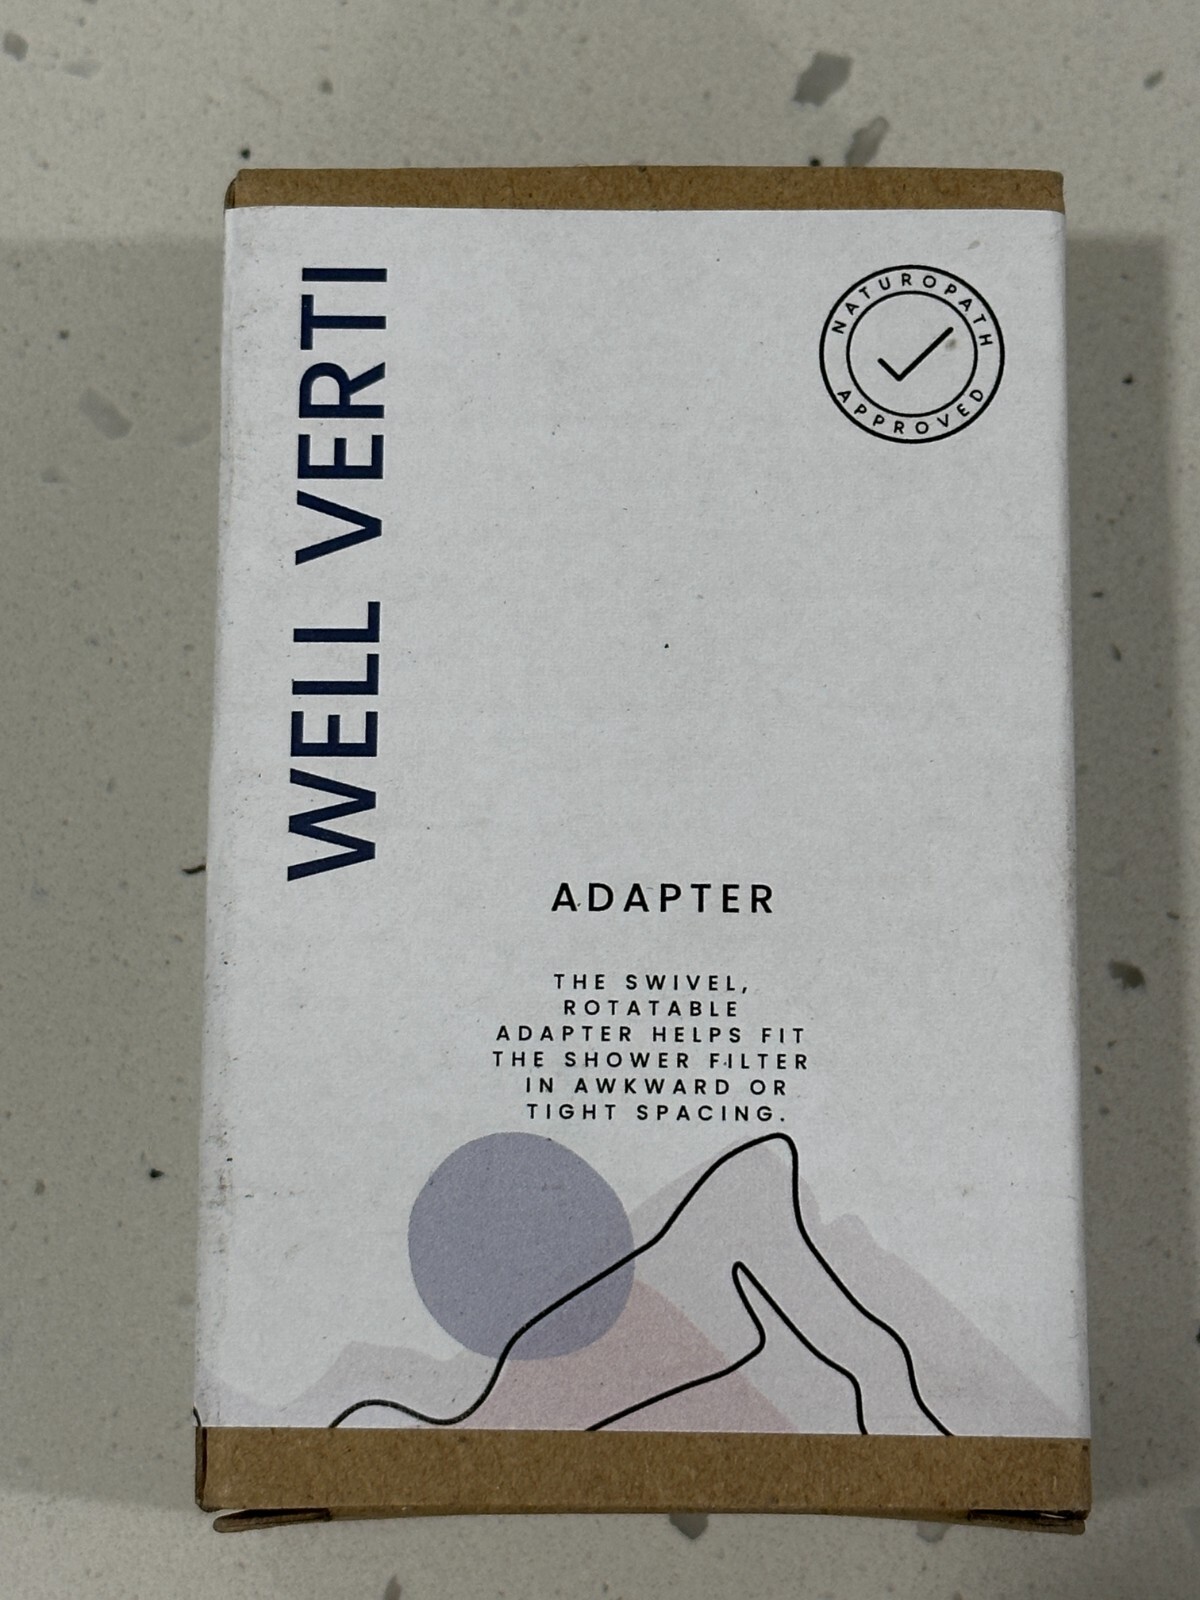 WELL VERTI
NATUROPATH
APPROVED
ADAPTER
THE SWIVEL,
ROTATABLE
ADAPTER HELPS FIT
THE SHOWER FILTER
IN AWKWARD OR
TIGHT SPACING.